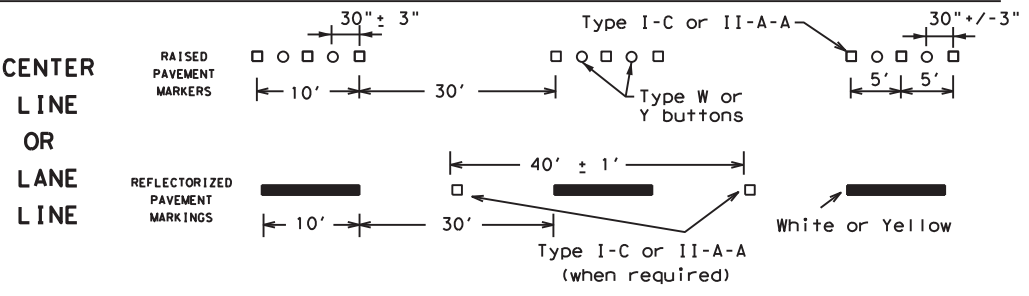 CENTER
LINE
OR
LANE
LINE
RAISED
PAVEMENT
MARKERS
30"± 3"
10'
30'
Type I-C or II-A-A
Type W or
Y buttons
30"+/-3"
5'
5'
REFLECTORIZED
PAVEMENT
MARKINGS
40' ± 1'
10'
30'
Type I-C or II-A-A
(when required)
White or Yellow